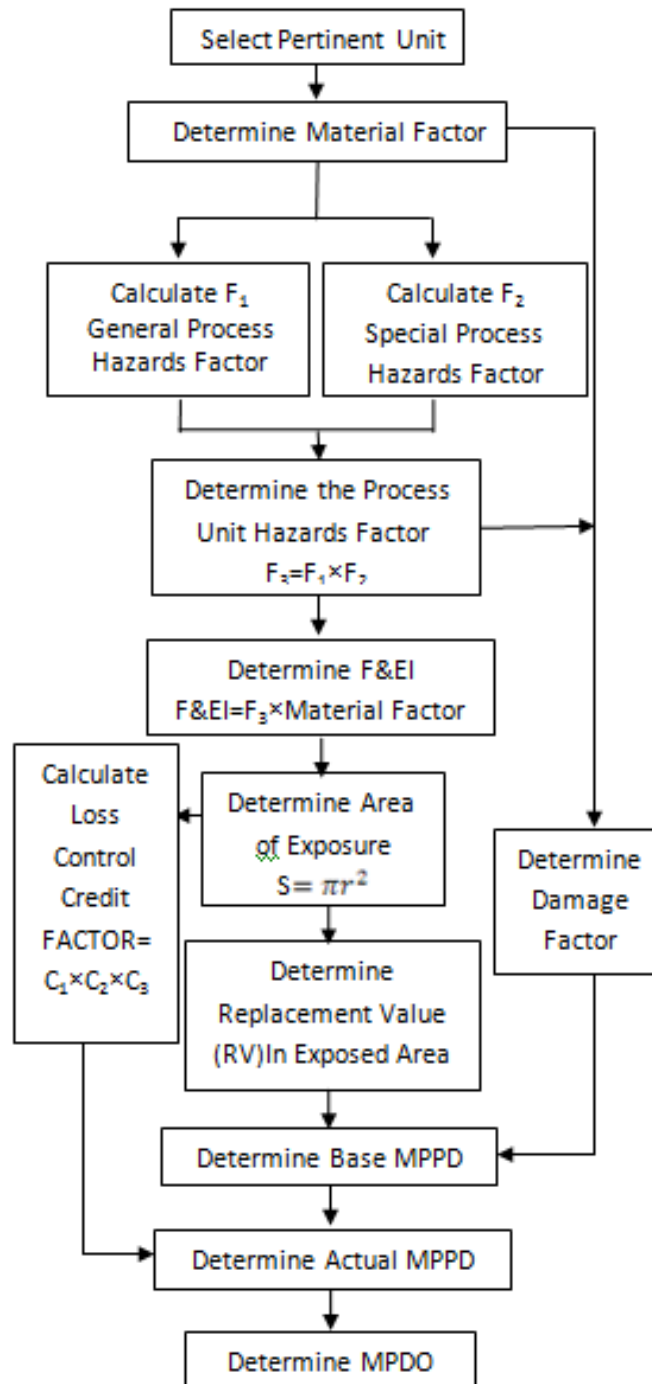 Select Pertinent Unit
Determine Material Factor
Calculate F₁
General Process
Hazards Factor
Calculate F₂
Special Process
Hazards Factor
Determine the Process
Unit Hazards Factor
F₃=F₁×F₂
Determine F&EI
F&EI=F₃×Material Factor
Calculate
Loss
Control
Credit
FACTOR=
C₁×C₂×C₃
Determine Area
of Exposure
S= πr²
Determine
Damage
Factor
Determine
Replacement Value
(RV)In Exposed Area
Determine Base MPPD
Determine Actual MPPD
Determine MPDO